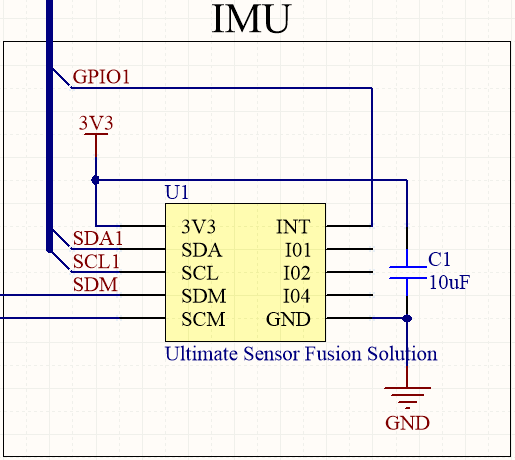 IMU
GPIO1
3V3
U1
3V3 INT
SDA1
SDA I01
SCL1
SCL I02
SDM
SDM I04
SCM GND
C1
10uF
Ultimate Sensor Fusion Solution
GND